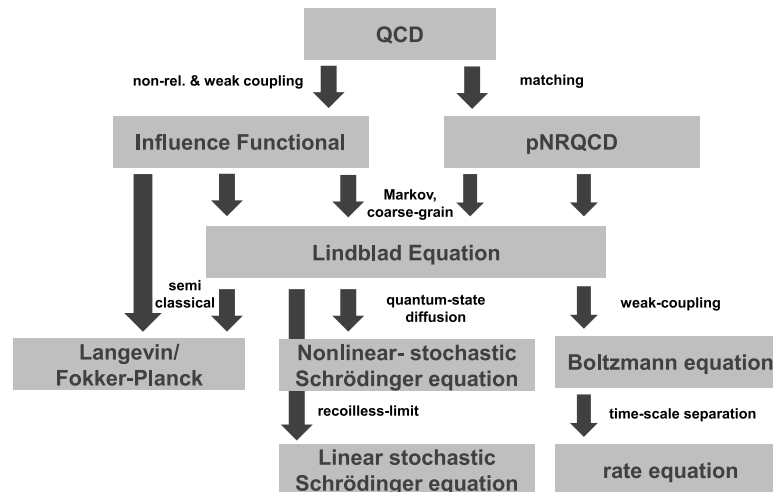 QCD
non-rel. & weak coupling
matching
Influence Functional
pNRQCD
Markov,
coarse-grain
Lindblad Equation
semi
classical
quantum-state
diffusion
weak-coupling
Langevin/
Fokker-Planck
Nonlinear- stochastic
Schrödinger equation
Boltzmann equation
recoilless-limit
time-scale separation
Linear stochastic
Schrödinger equation
rate equation